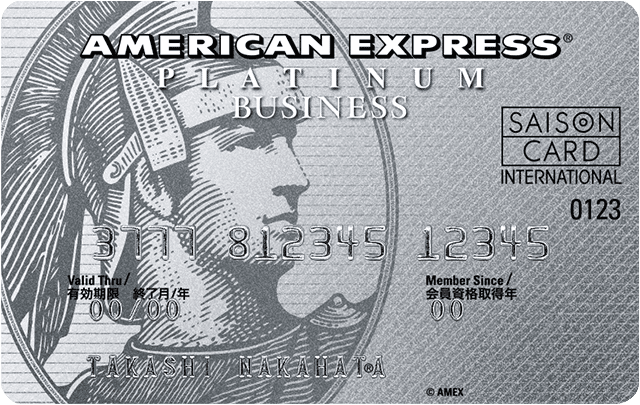 AMERICAN EXPRESS®
PLATINUM
BUSINESS
SAISON
CARD
INTERNATIONAL
0123
3777 812345 12345
Valid Thru/
有効期限 終了月/年
00/00
Member Since/
会員資格取得年
00
TAKASHI NAKAHATA
®
© AMEX